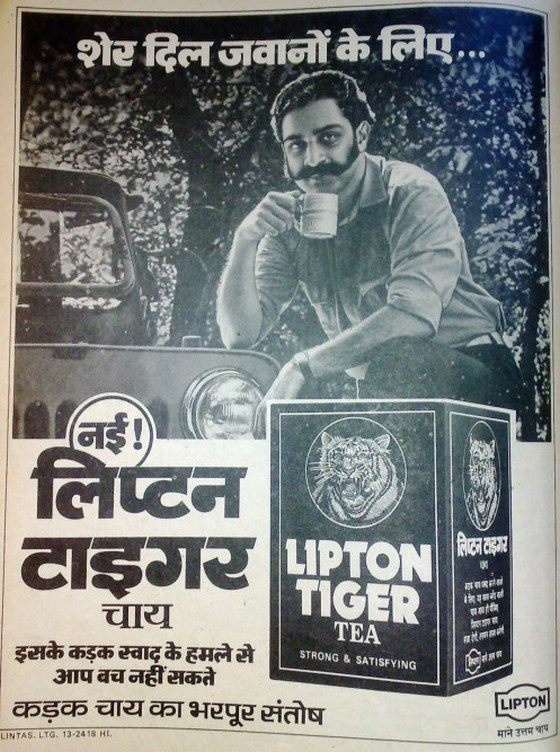 शेर दिल जवानों के लिए...
नई!
लिप्टन
टाइगर
चाय
इसके कड़क स्वाद के हमले से
आप बच नहीं सकते
कड़क चाय का भरपूर संतोष
LIPTON
TIGER
TEA
STRONG & SATISFYING
लिप्टन टाइगर
चाय
LIPTON
माने उत्तम चाय
LINTAS. LTG. 13-2418 HI.